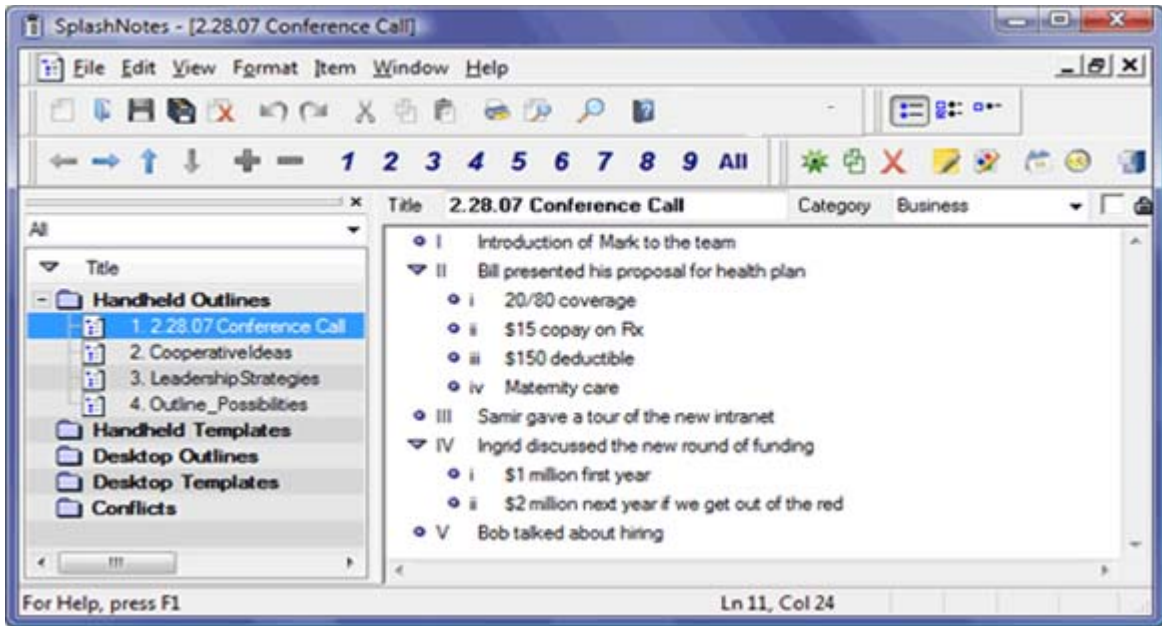 SplashNotes - [2.28.07 Conference Call]
File Edit View Format Item Window Help
1 2 3 4 5 6 7 8 9 All
Title 2.28.07 Conference Call Category Business
All
Title
Handheld Outlines
1. 2.28.07 Conference Call
2. CooperativeIdeas
3. LeadershipStrategies
4. Outline_Possibilities
Handheld Templates
Desktop Outlines
Desktop Templates
Conflicts
I Introduction of Mark to the team
II Bill presented his proposal for health plan
i 20/80 coverage
ii $15 copay on Rx
iii $150 deductible
iv Maternity care
III Samir gave a tour of the new intranet
IV Ingrid discussed the new round of funding
i $1 million first year
ii $2 million next year if we get out of the red
V Bob talked about hiring
For Help, press F1 Ln 11, Col 24